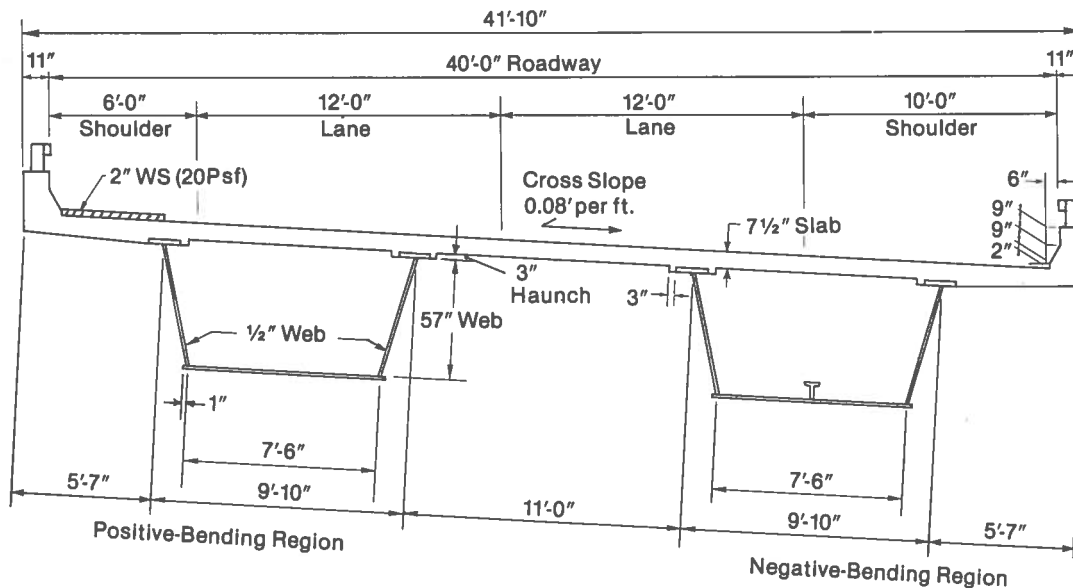 41'-10"
11"
40'-0" Roadway
11"
6'-0"
Shoulder
12'-0"
Lane
12'-0"
Lane
10'-0"
Shoulder
2" WS (20Psf)
Cross Slope
0.08' per ft.
6"
9"
9"
2"
7½" Slab
3"
Haunch
3"
½" Web
57" Web
1"
7'-6"
7'-6"
5'-7"
9'-10"
11'-0"
9'-10"
5'-7"
Positive-Bending Region
Negative-Bending Region